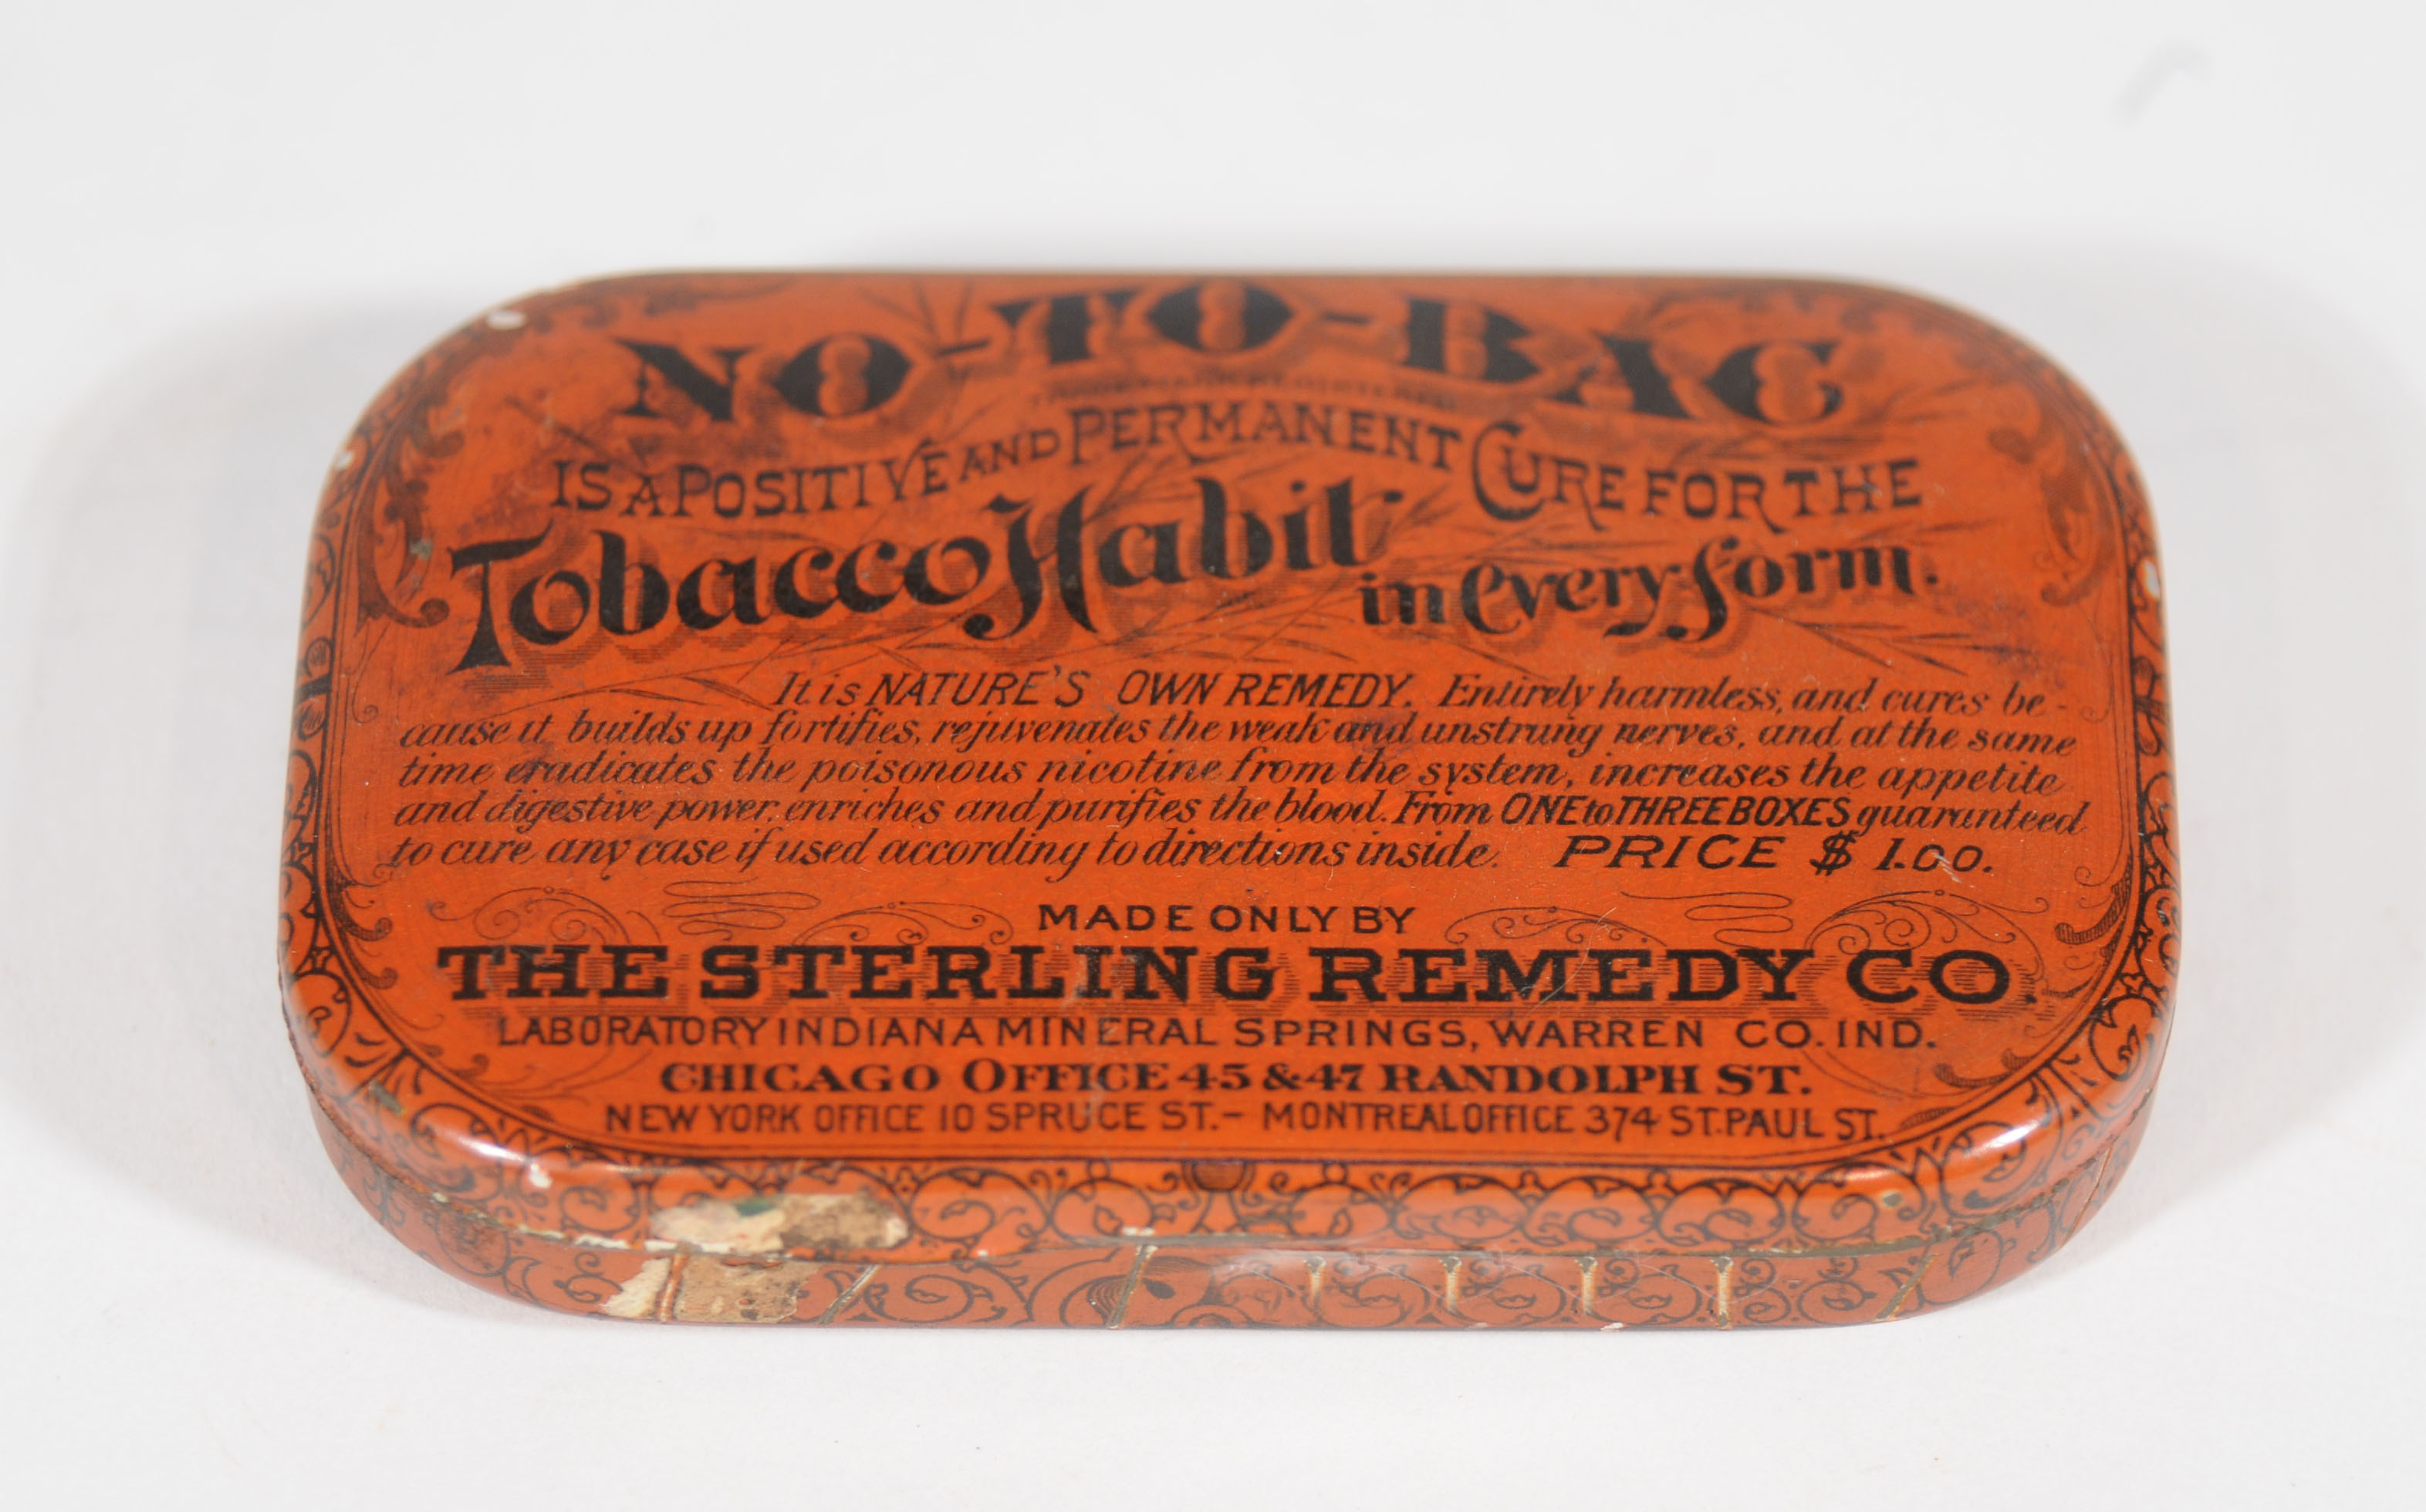 NO-TO-BAC
TRADE MARK REGISTERED
IS A POSITIVE AND PERMANENT CURE FOR THE
Tobacco Habit in every form.
It is NATURE'S OWN REMEDY. Entirely harmless, and cures be-
cause it builds up fortifies, rejuvenates the weak and unstrung nerves, and at the same
time eradicates the poisonous nicotine from the system, increases the appetite
and digestive power, enriches and purifies the blood. From ONE to THREE BOXES guaranteed
to cure any case if used according to directions inside. PRICE $1.00.
MADE ONLY BY
THE STERLING REMEDY CO.
LABORATORY INDIANA MINERAL SPRINGS, WARREN CO. IND.
CHICAGO OFFICE 45 & 47 RANDOLPH ST.
NEW YORK OFFICE 10 SPRUCE ST. - MONTREAL OFFICE 374 ST. PAUL ST.